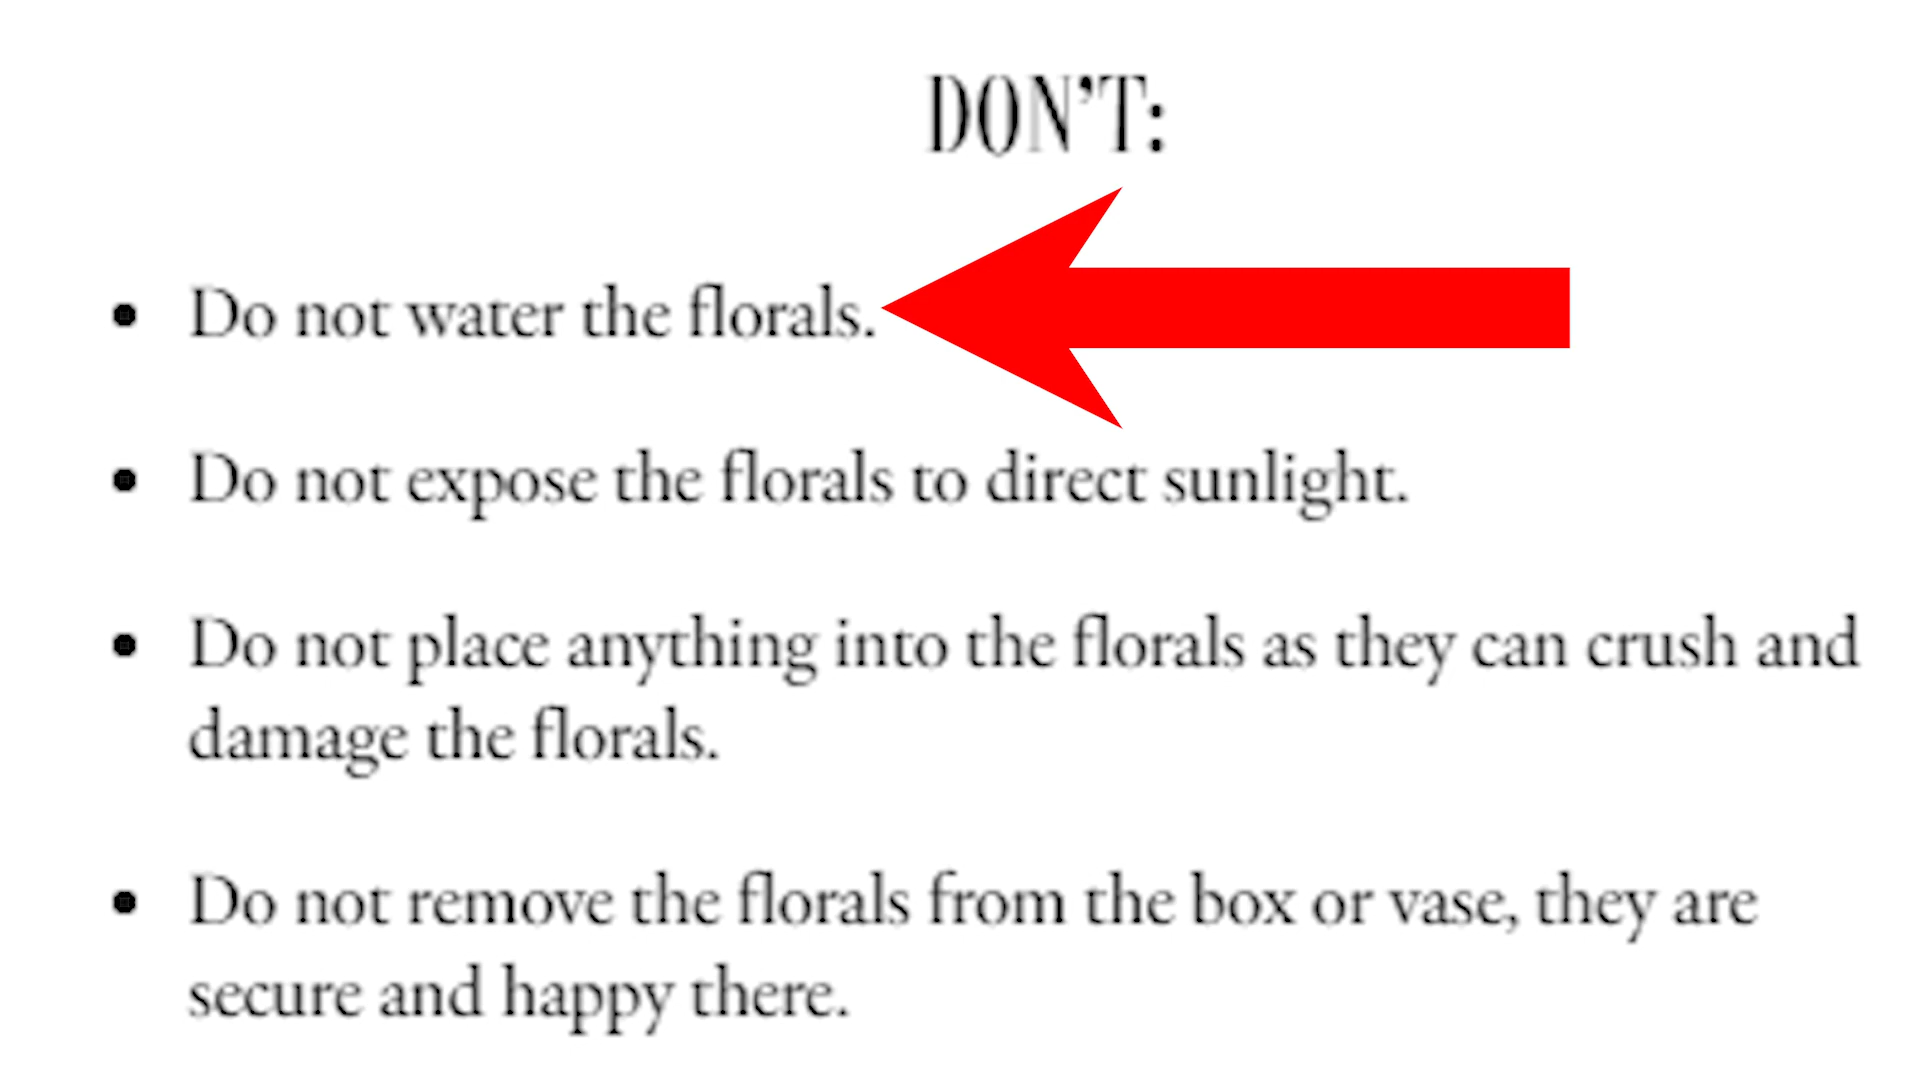 DON’T:
• Do not water the florals.
• Do not expose the florals to direct sunlight.
• Do not place anything into the florals as they can crush and
damage the florals.
• Do not remove the florals from the box or vase, they are
secure and happy there.